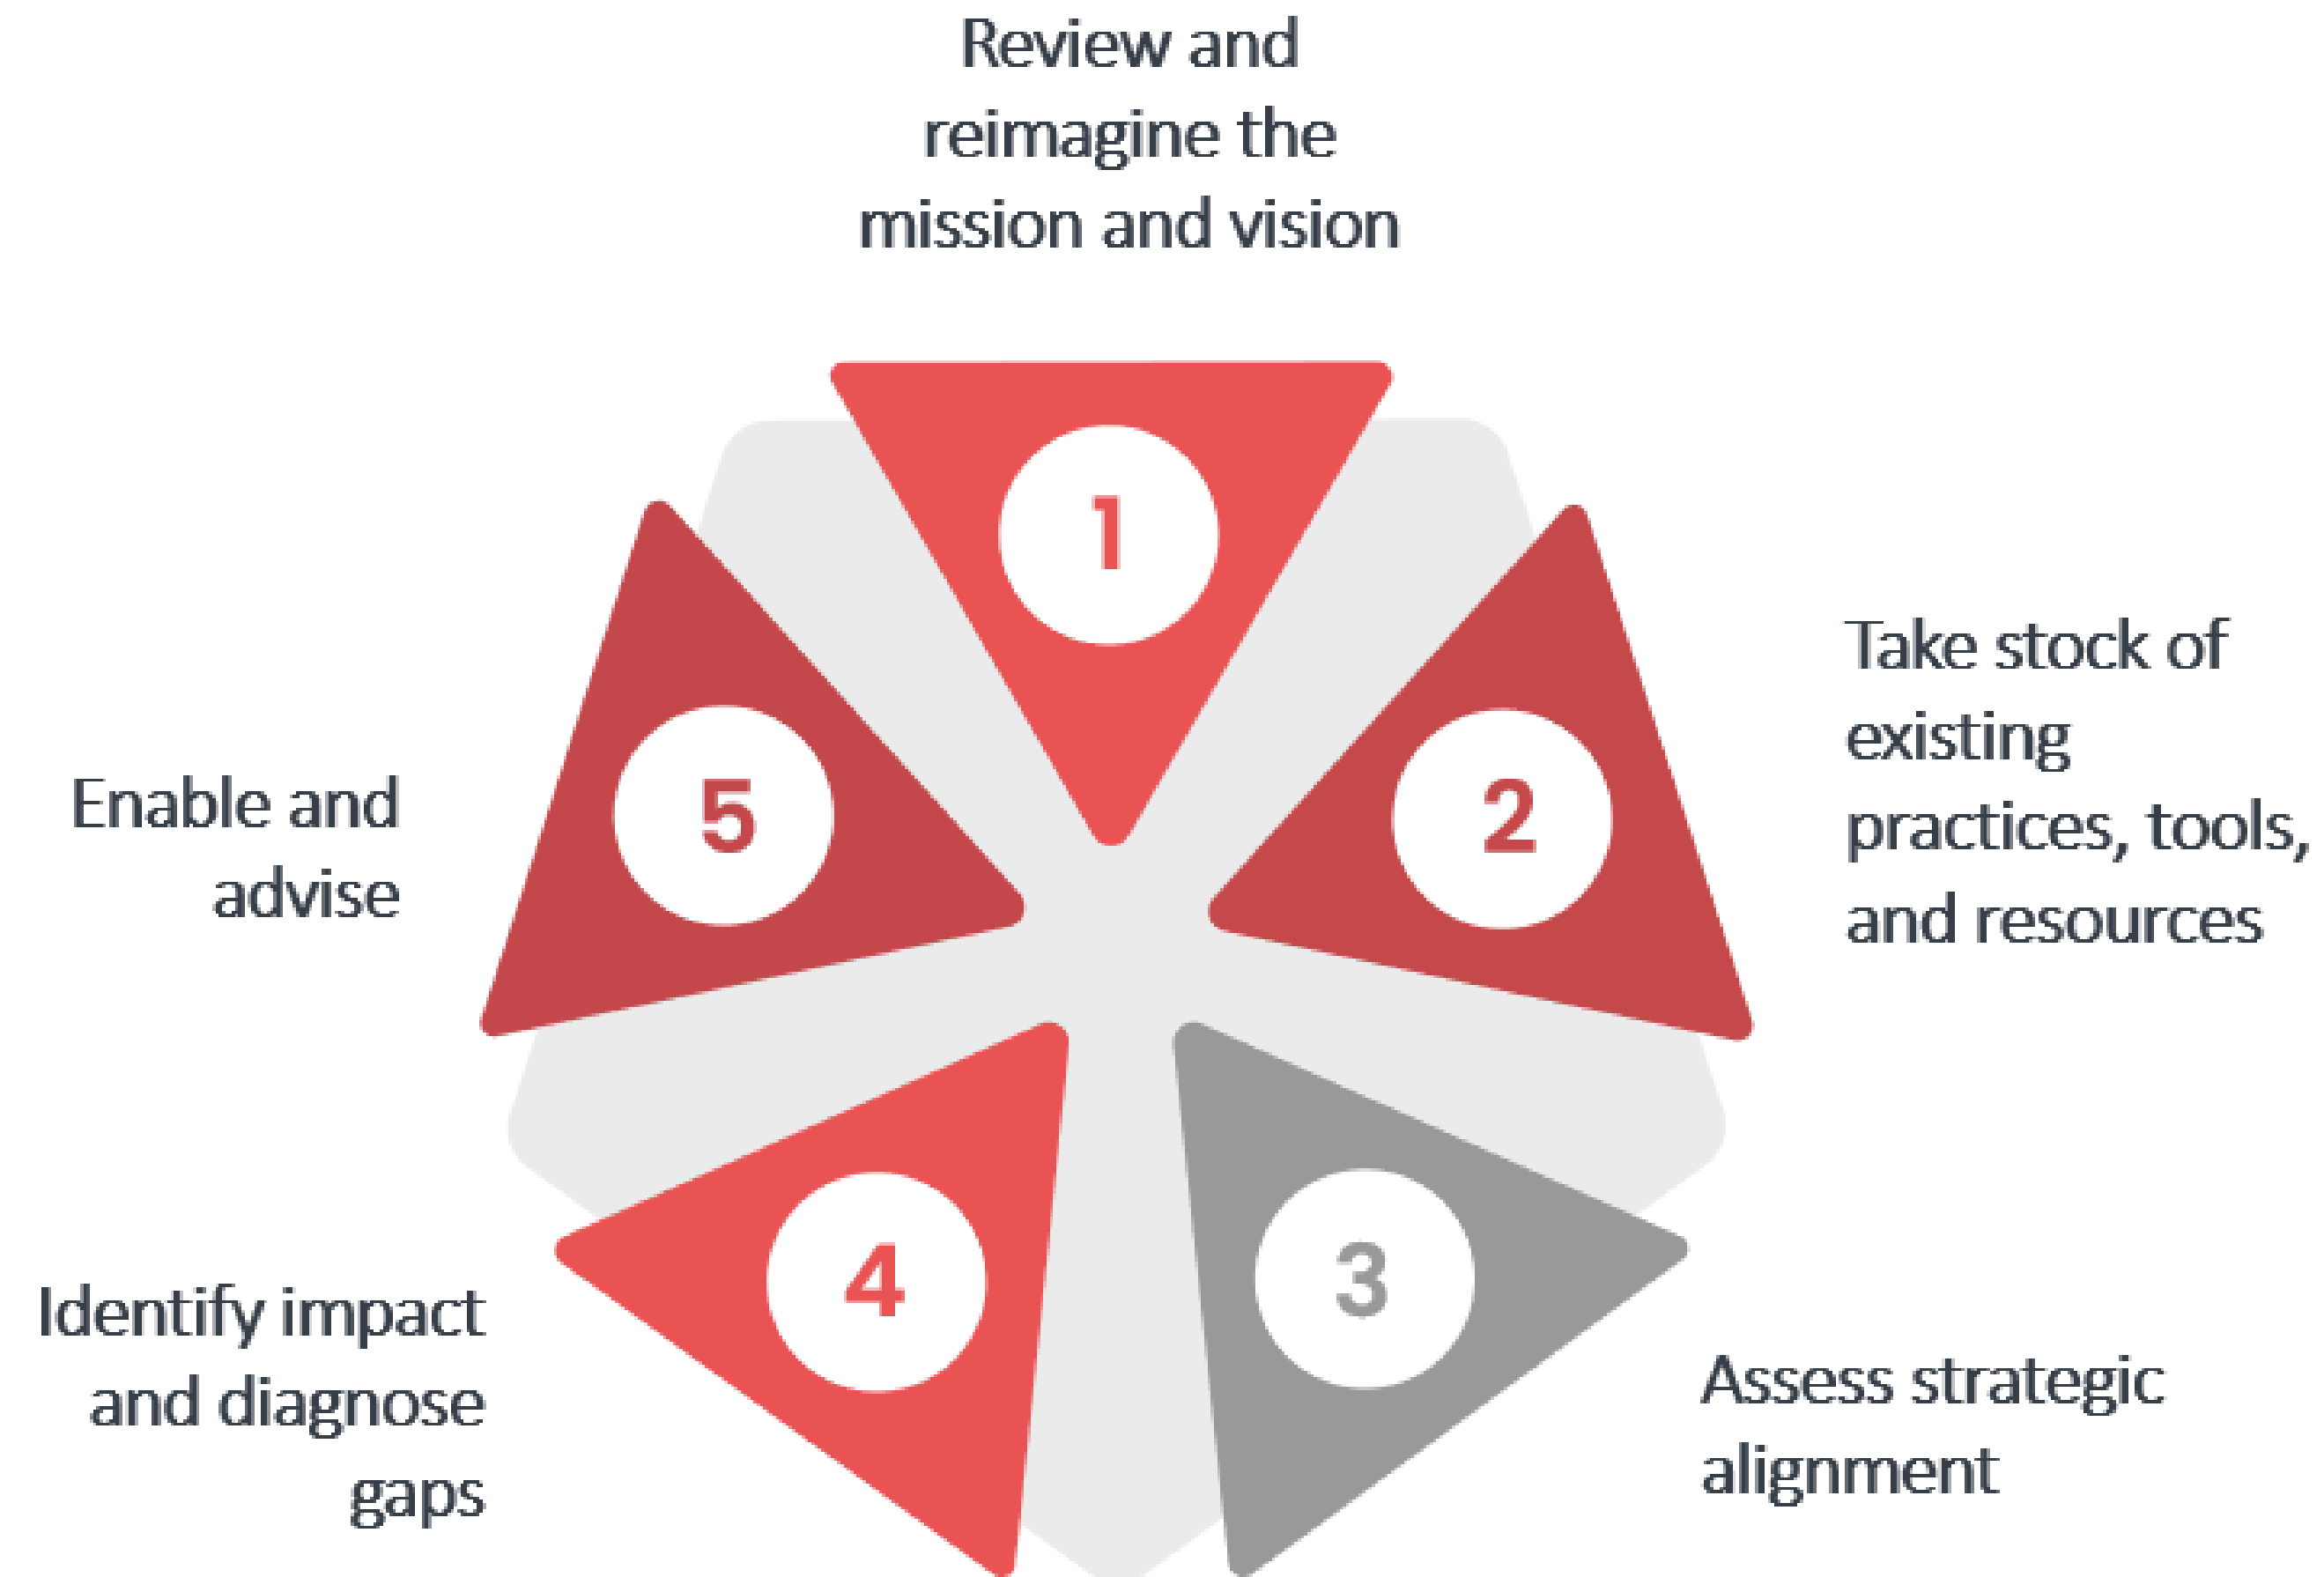 Review and
reimagine the
mission and vision
1
2
Take stock of
existing
practices, tools,
and resources
3
Assess strategic
alignment
4
Identify impact
and diagnose
gaps
5
Enable and
advise